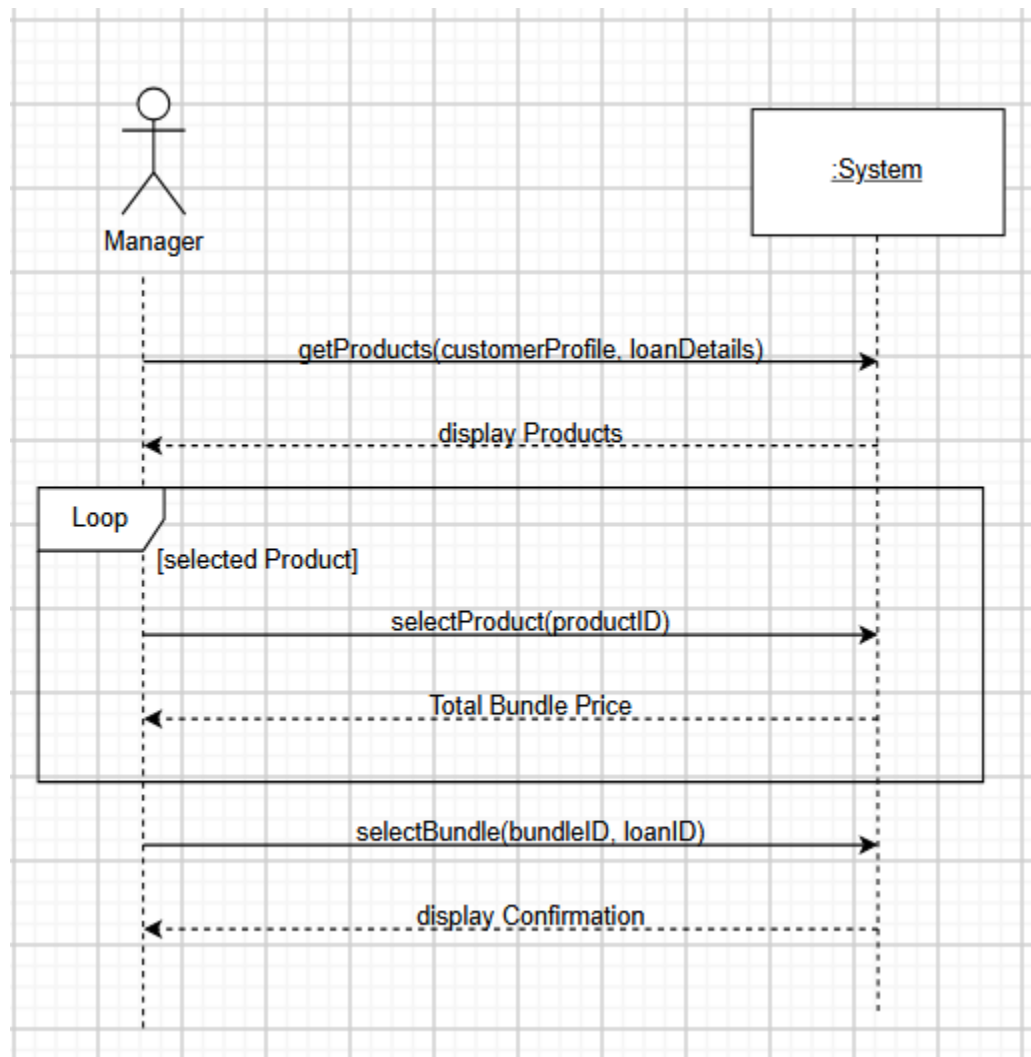 :System
Manager
getProducts(customerProfile, loanDetails)
display Products
Loop
[selected Product]
selectProduct(productID)
Total Bundle Price
selectBundle(bundleID, loanID)
display Confirmation